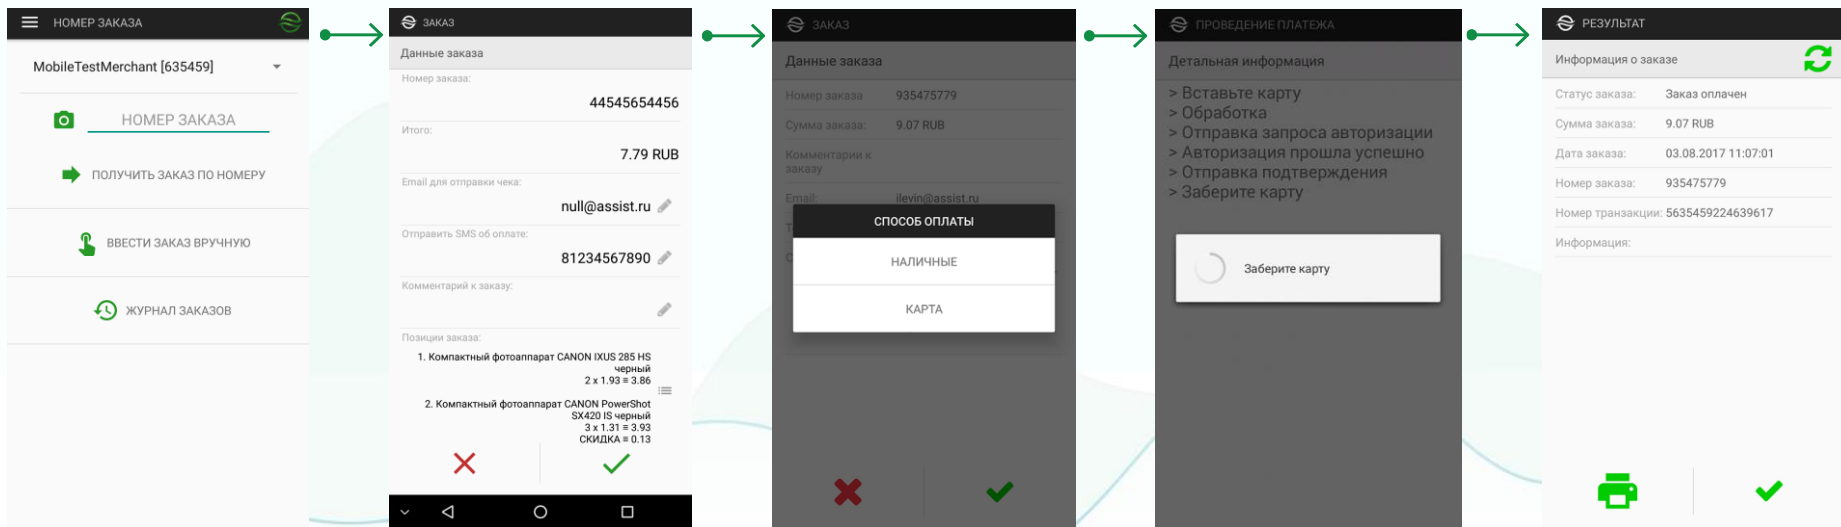 НОМЕР ЗАКАЗА
MobileTestMerchant [635459]
НОМЕР ЗАКАЗА
ПОЛУЧИТЬ ЗАКАЗ ПО НОМЕРУ
ВВЕСТИ ЗАКАЗ ВРУЧНУЮ
ЖУРНАЛ ЗАКАЗОВ
ЗАКАЗ
Данные заказа
Номер заказа:
44545654456
Итого:
7.79 RUB
Email для отправки чека:
null@assist.ru
Отправить SMS об оплате:
81234567890
Комментарий к заказу:
Позиции заказа:
1. Компактный фотоаппарат CANON IXUS 285 HS
черный
2 x 1.93 = 3.86
2. Компактный фотоаппарат CANON PowerShot
SX420 IS черный
3 x 1.31 = 3.93
СКИДКА = 0.13
ЗАКАЗ
Данные заказа
Номер заказа 935475779
Сумма заказа: 9.07 RUB
Комментарии к
заказу
Email: ilevin@assist.ru
СПОСОБ ОПЛАТЫ
НАЛИЧНЫЕ
КАРТА
ПРОВЕДЕНИЕ ПЛАТЕЖА
Детальная информация
> Вставьте карту
> Обработка
> Отправка запроса авторизации
> Авторизация прошла успешно
> Отправка подтверждения
> Заберите карту
Заберите карту
РЕЗУЛЬТАТ
Информация о заказе
Статус заказа: Заказ оплачен
Сумма заказа: 9.07 RUB
Дата заказа: 03.08.2017 11:07:01
Номер заказа: 935475779
Номер транзакции: 5635459224639617
Информация: